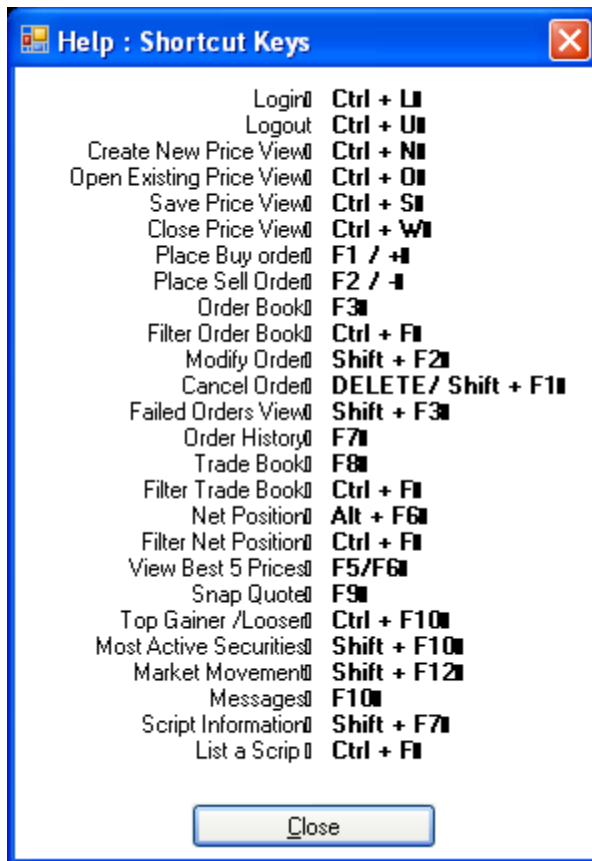 Help : Shortcut Keys
Login Ctrl + L
Logout Ctrl + U
Create New Price View Ctrl + N
Open Existing Price View Ctrl + O
Save Price View Ctrl + S
Close Price View Ctrl + W
Place Buy order F1 / +
Place Sell Order F2 / -
Order Book F3
Filter Order Book Ctrl + F
Modify Order Shift + F2
Cancel Order DELETE/ Shift + F1
Failed Orders View Shift + F3
Order History F7
Trade Book F8
Filter Trade Book Ctrl + F
Net Position Alt + F6
Filter Net Position Ctrl + F
View Best 5 Prices F5/F6
Snap Quote F9
Top Gainer /Looser Ctrl + F10
Most Active Securities Shift + F10
Market Movement Shift + F12
Messages F10
Script Information Shift + F7
List a Scrip Ctrl + F
Close